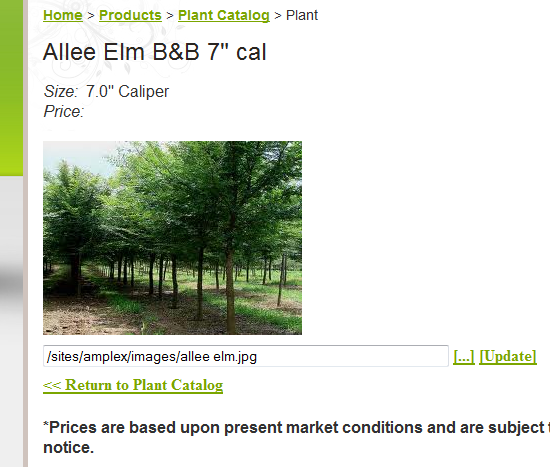 Home > Products > Plant Catalog > Plant
Allee Elm B&B 7" cal
Size: 7.0" Caliper
Price:
/sites/amplex/images/allee elm.jpg [...] [Update]
<< Return to Plant Catalog
*Prices are based upon present market conditions and are subject
notice.